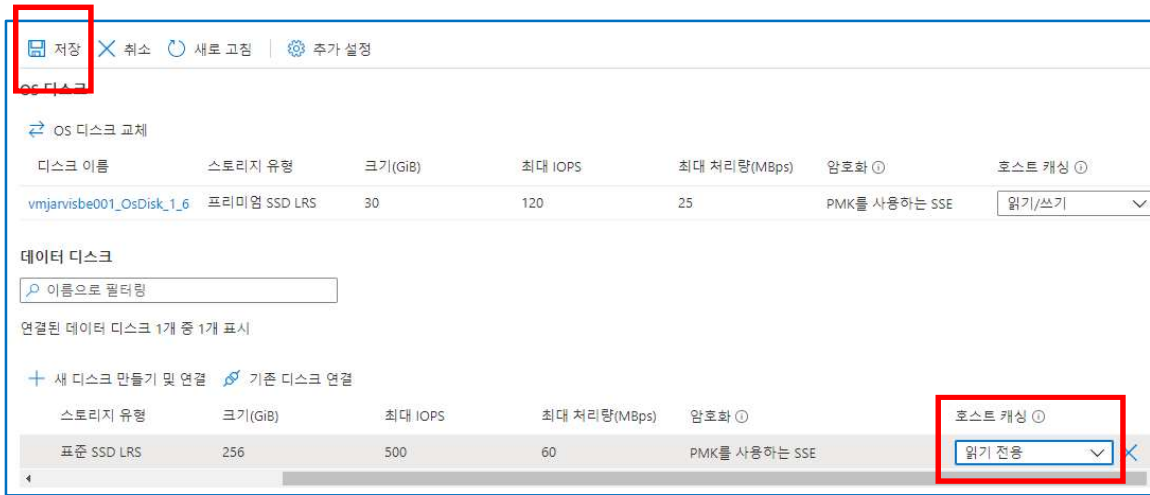 저장 취소 새로 고침 추가 설정
OS 디스크
OS 디스크 교체
디스크 이름 스토리지 유형 크기(GiB) 최대 IOPS 최대 처리량(MBps) 암호화 호스트 캐싱
vmjarvisbe001_OsDisk_1_6 프리미엄 SSD LRS 30 120 25 PMK를 사용하는 SSE 읽기/쓰기
데이터 디스크
이름으로 필터링
연결된 데이터 디스크 1개 중 1개 표시
새 디스크 만들기 및 연결 기존 디스크 연결
스토리지 유형 크기(GiB) 최대 IOPS 최대 처리량(MBps) 암호화 호스트 캐싱
표준 SSD LRS 256 500 60 PMK를 사용하는 SSE 읽기 전용